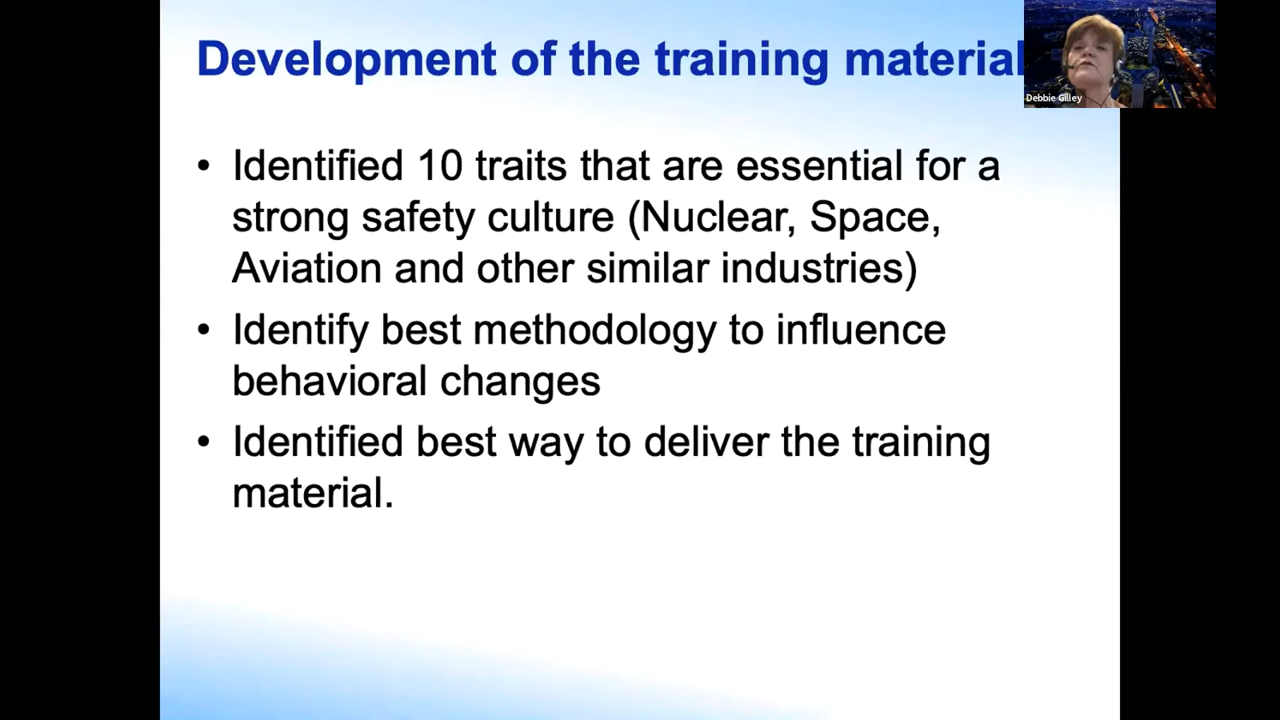 Development of the training material
Debbie Gilley
• Identified 10 traits that are essential for a
strong safety culture (Nuclear, Space,
Aviation and other similar industries)
• Identify best methodology to influence
behavioral changes
• Identified best way to deliver the training
material.